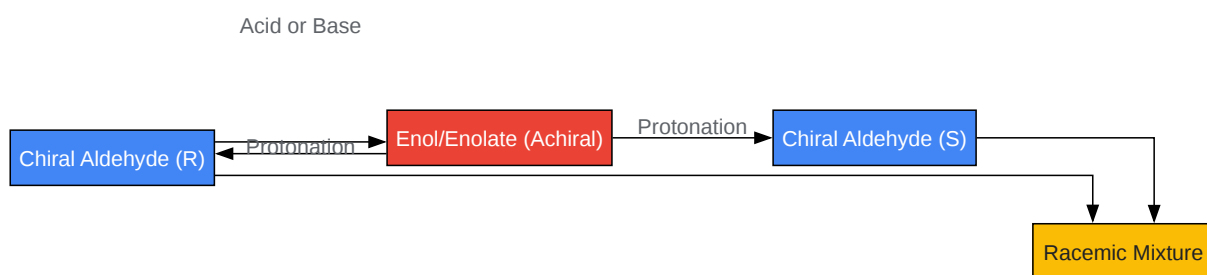 Acid or Base
Chiral Aldehyde (R)
Protonation
Enol/Enolate (Achiral)
Protonation
Chiral Aldehyde (S)
Racemic Mixture